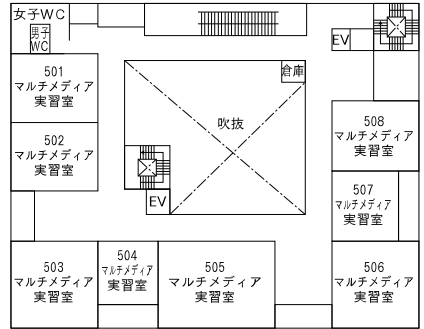 女子WC
男子
WC
EV
倉庫
501
マルチメディア
実習室
吹抜
508
マルチメディア
実習室
502
マルチメディア
実習室
507
マルチメディア
実習室
EV
503
マルチメディア
実習室
504
マルチメディア
実習室
505
マルチメディア
実習室
506
マルチメディア
実習室